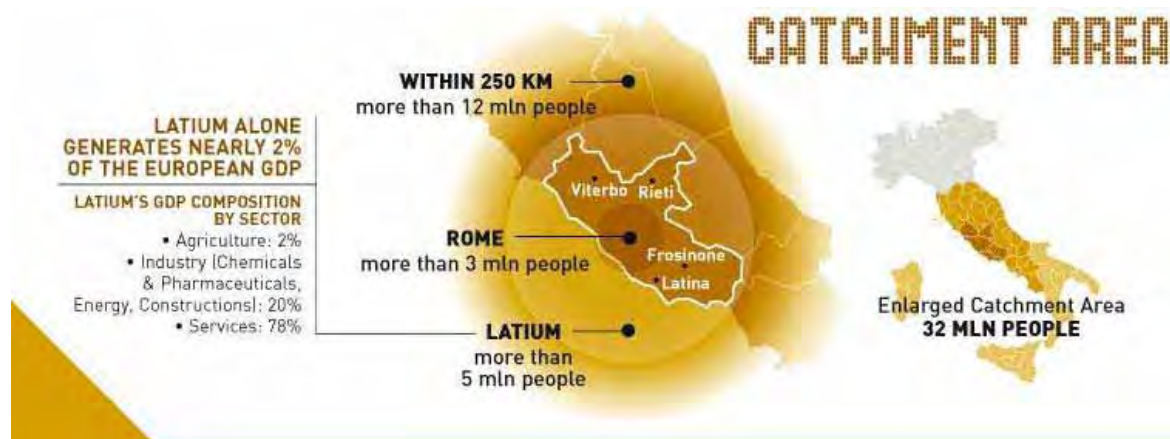 CATCHMENT AREA
WITHIN 250 KM
more than 12 mln people
LATIUM ALONE
GENERATES NEARLY 2%
OF THE EUROPEAN GDP
LATIUM'S GDP COMPOSITION
BY SECTOR
• Agriculture: 2%
• Industry (Chemicals
& Pharmaceuticals,
Energy, Constructions): 20%
• Services: 78%
Viterbo
Rieti
ROME
more than 3 mln people
Frosinone
Latina
LATIUM
more than
5 mln people
Enlarged Catchment Area
32 MLN PEOPLE